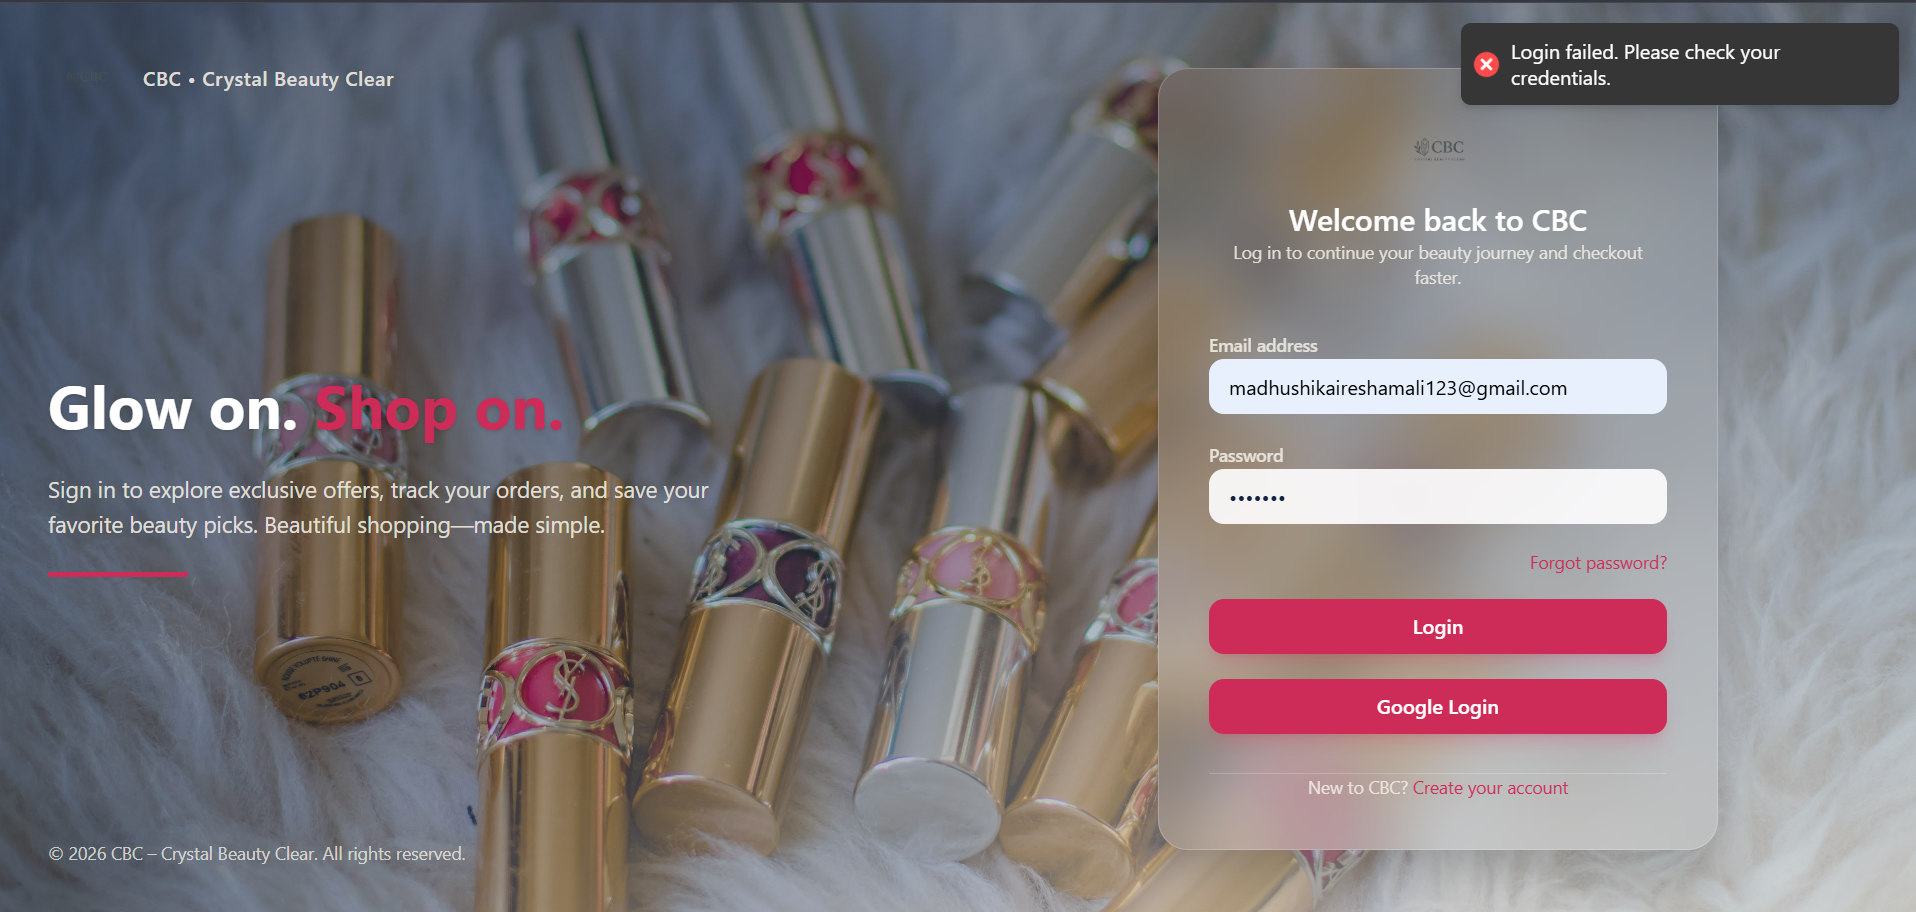 CBC • Crystal Beauty Clear
Login failed. Please check your
credentials.
CBC
Welcome back to CBC
Log in to continue your beauty journey and checkout
faster.
Glow on. Shop on.
Sign in to explore exclusive offers, track your orders, and save your
favorite beauty picks. Beautiful shopping—made simple.
Email address
madhushikaireshamali123@gmail.com
Password
•••••••
Forgot password?
Login
Google Login
New to CBC? Create your account
© 2026 CBC – Crystal Beauty Clear. All rights reserved.